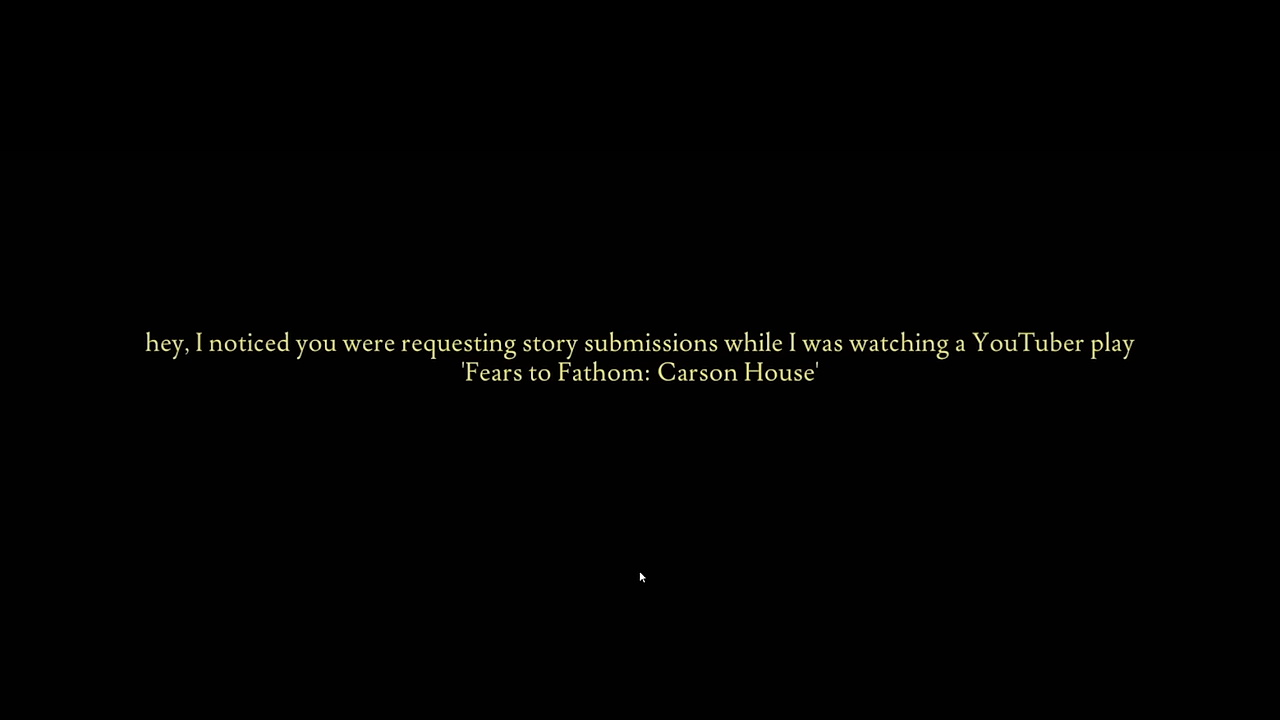 hey, I noticed you were requesting story submissions while I was watching a YouTuber play
'Fears to Fathom: Carson House'